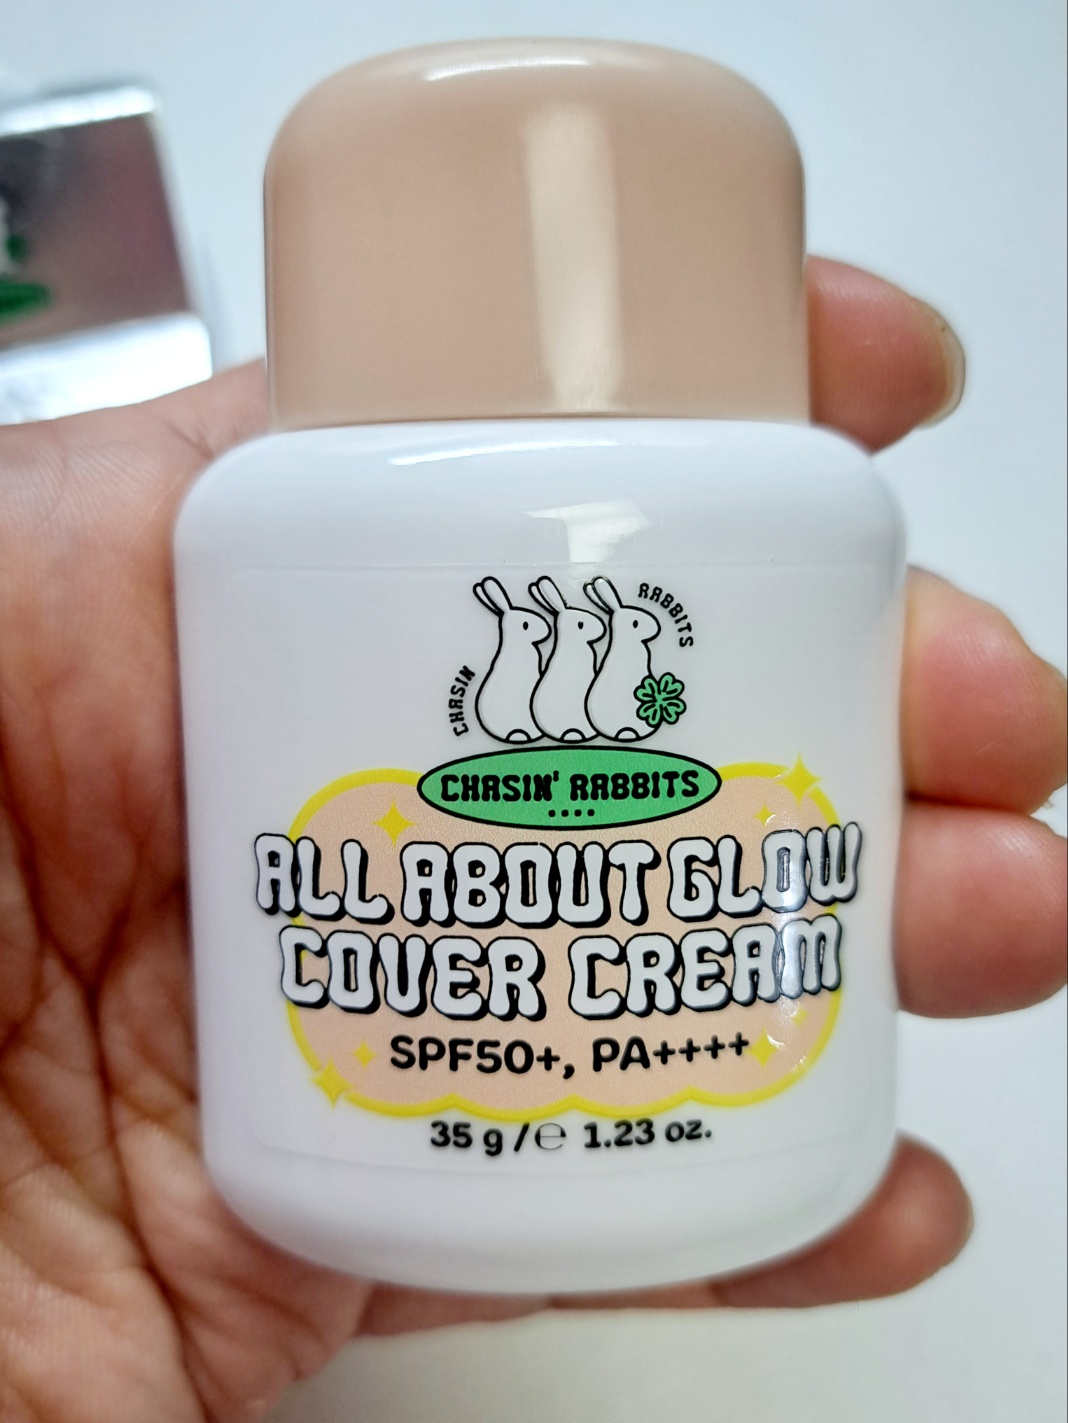 CHASIN'
RABBITS
CHASIN' RABBITS
ALL ABOUT GLOW
COVER CREAM
SPF50+, PA++++
35 g / ℮ 1.23 oz.